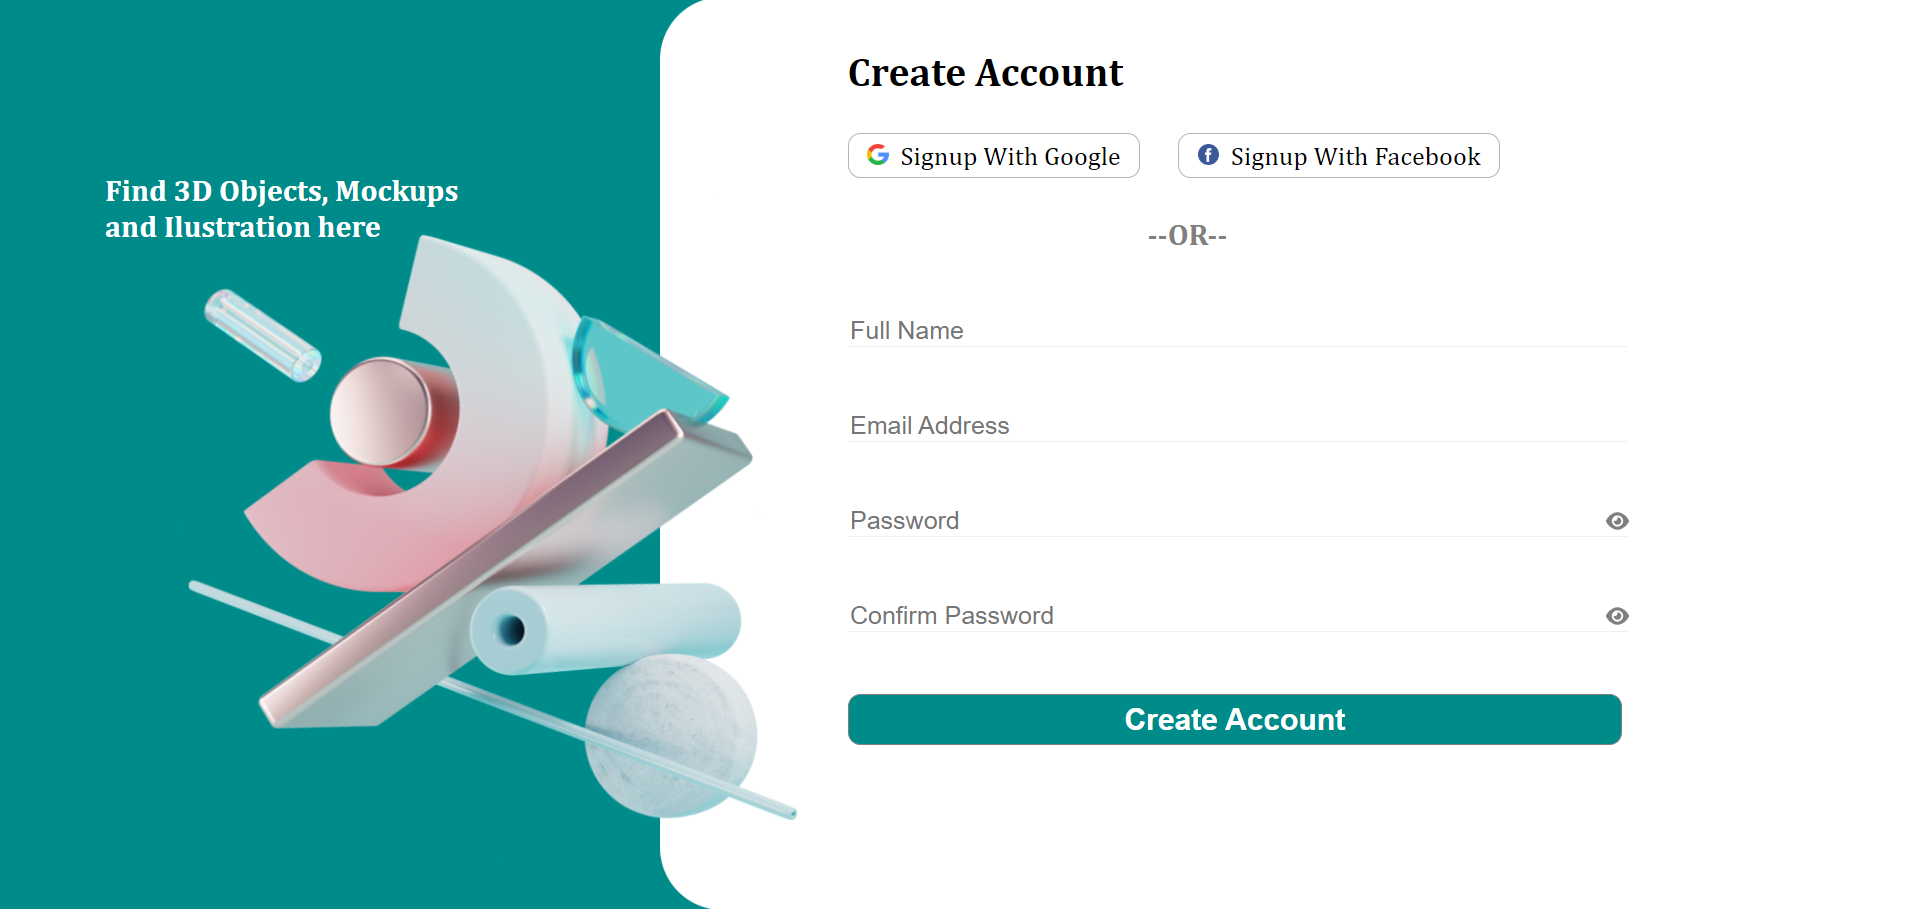 Find 3D Objects, Mockups
and Ilustration here
Create Account
Signup With Google
Signup With Facebook
--OR--
Full Name
Email Address
Password
Confirm Password
Create Account